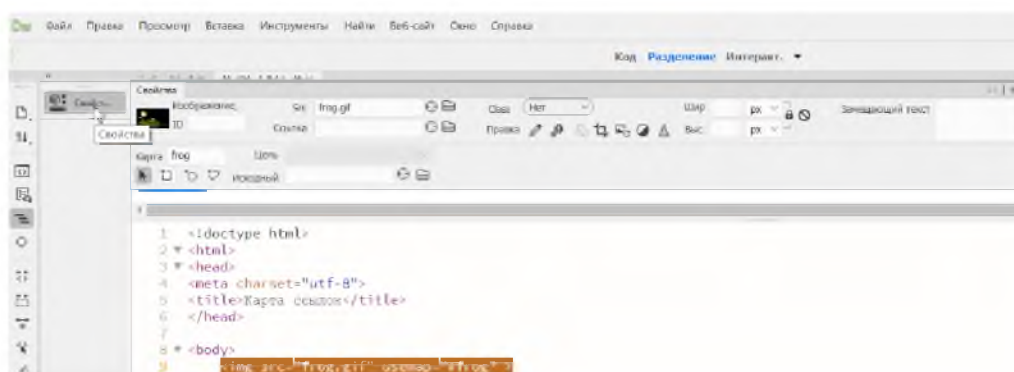 Dw Файл Правка Просмотр Вставка Инструменты Найти Веб-сайт Окно Справка
Код Разделение Интеракт.
Свойства
Свойс...
Изображение, Src frog.gif Class Нет Шир px Замещающий текст
ID Ссылка Правка Выс px
Свойства
Карта frog Цель
Исходный
1 <!doctype html>
2 <html>
3 <head>
4 <meta charset="utf-8">
5 <title>Карта ссылок</title>
6 </head>
7
8 <body>
9 <img src="frog.gif" usemap="#frog" >